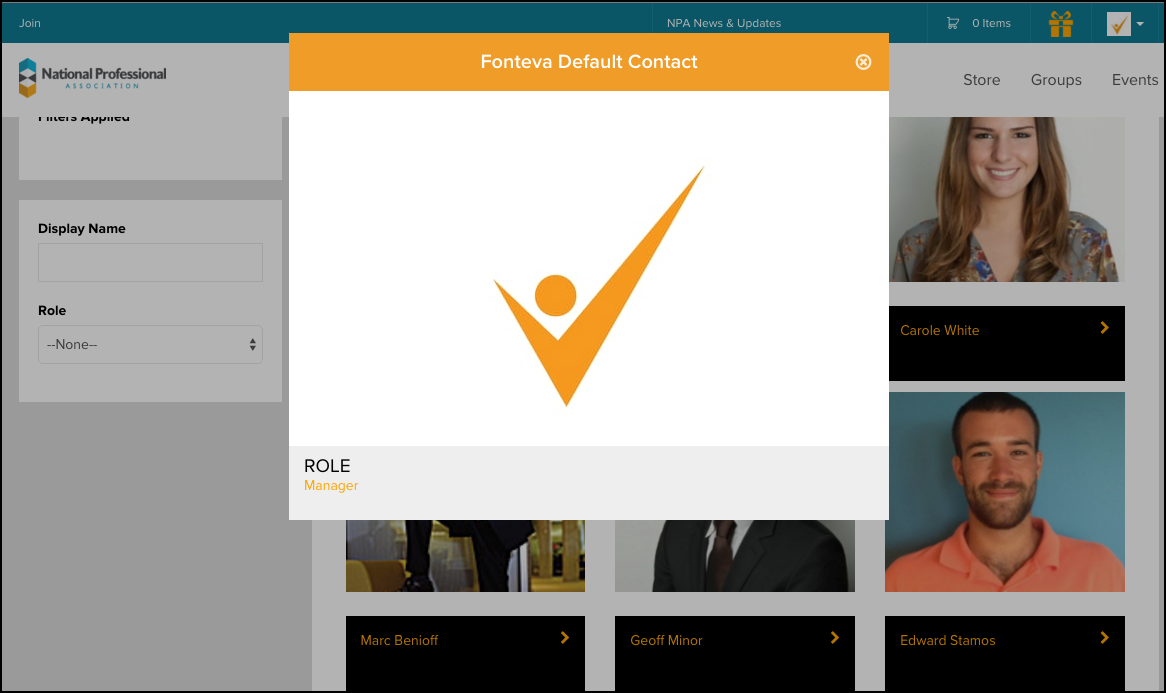 Join
NPA News & Updates
0 Items
National Professional
ASSOCIATION
Store
Groups
Events
Fonteva Default Contact
Filters Applied
Display Name
Role
--None--
ROLE
Manager
Carole White
Marc Benioff
Geoff Minor
Edward Stamos